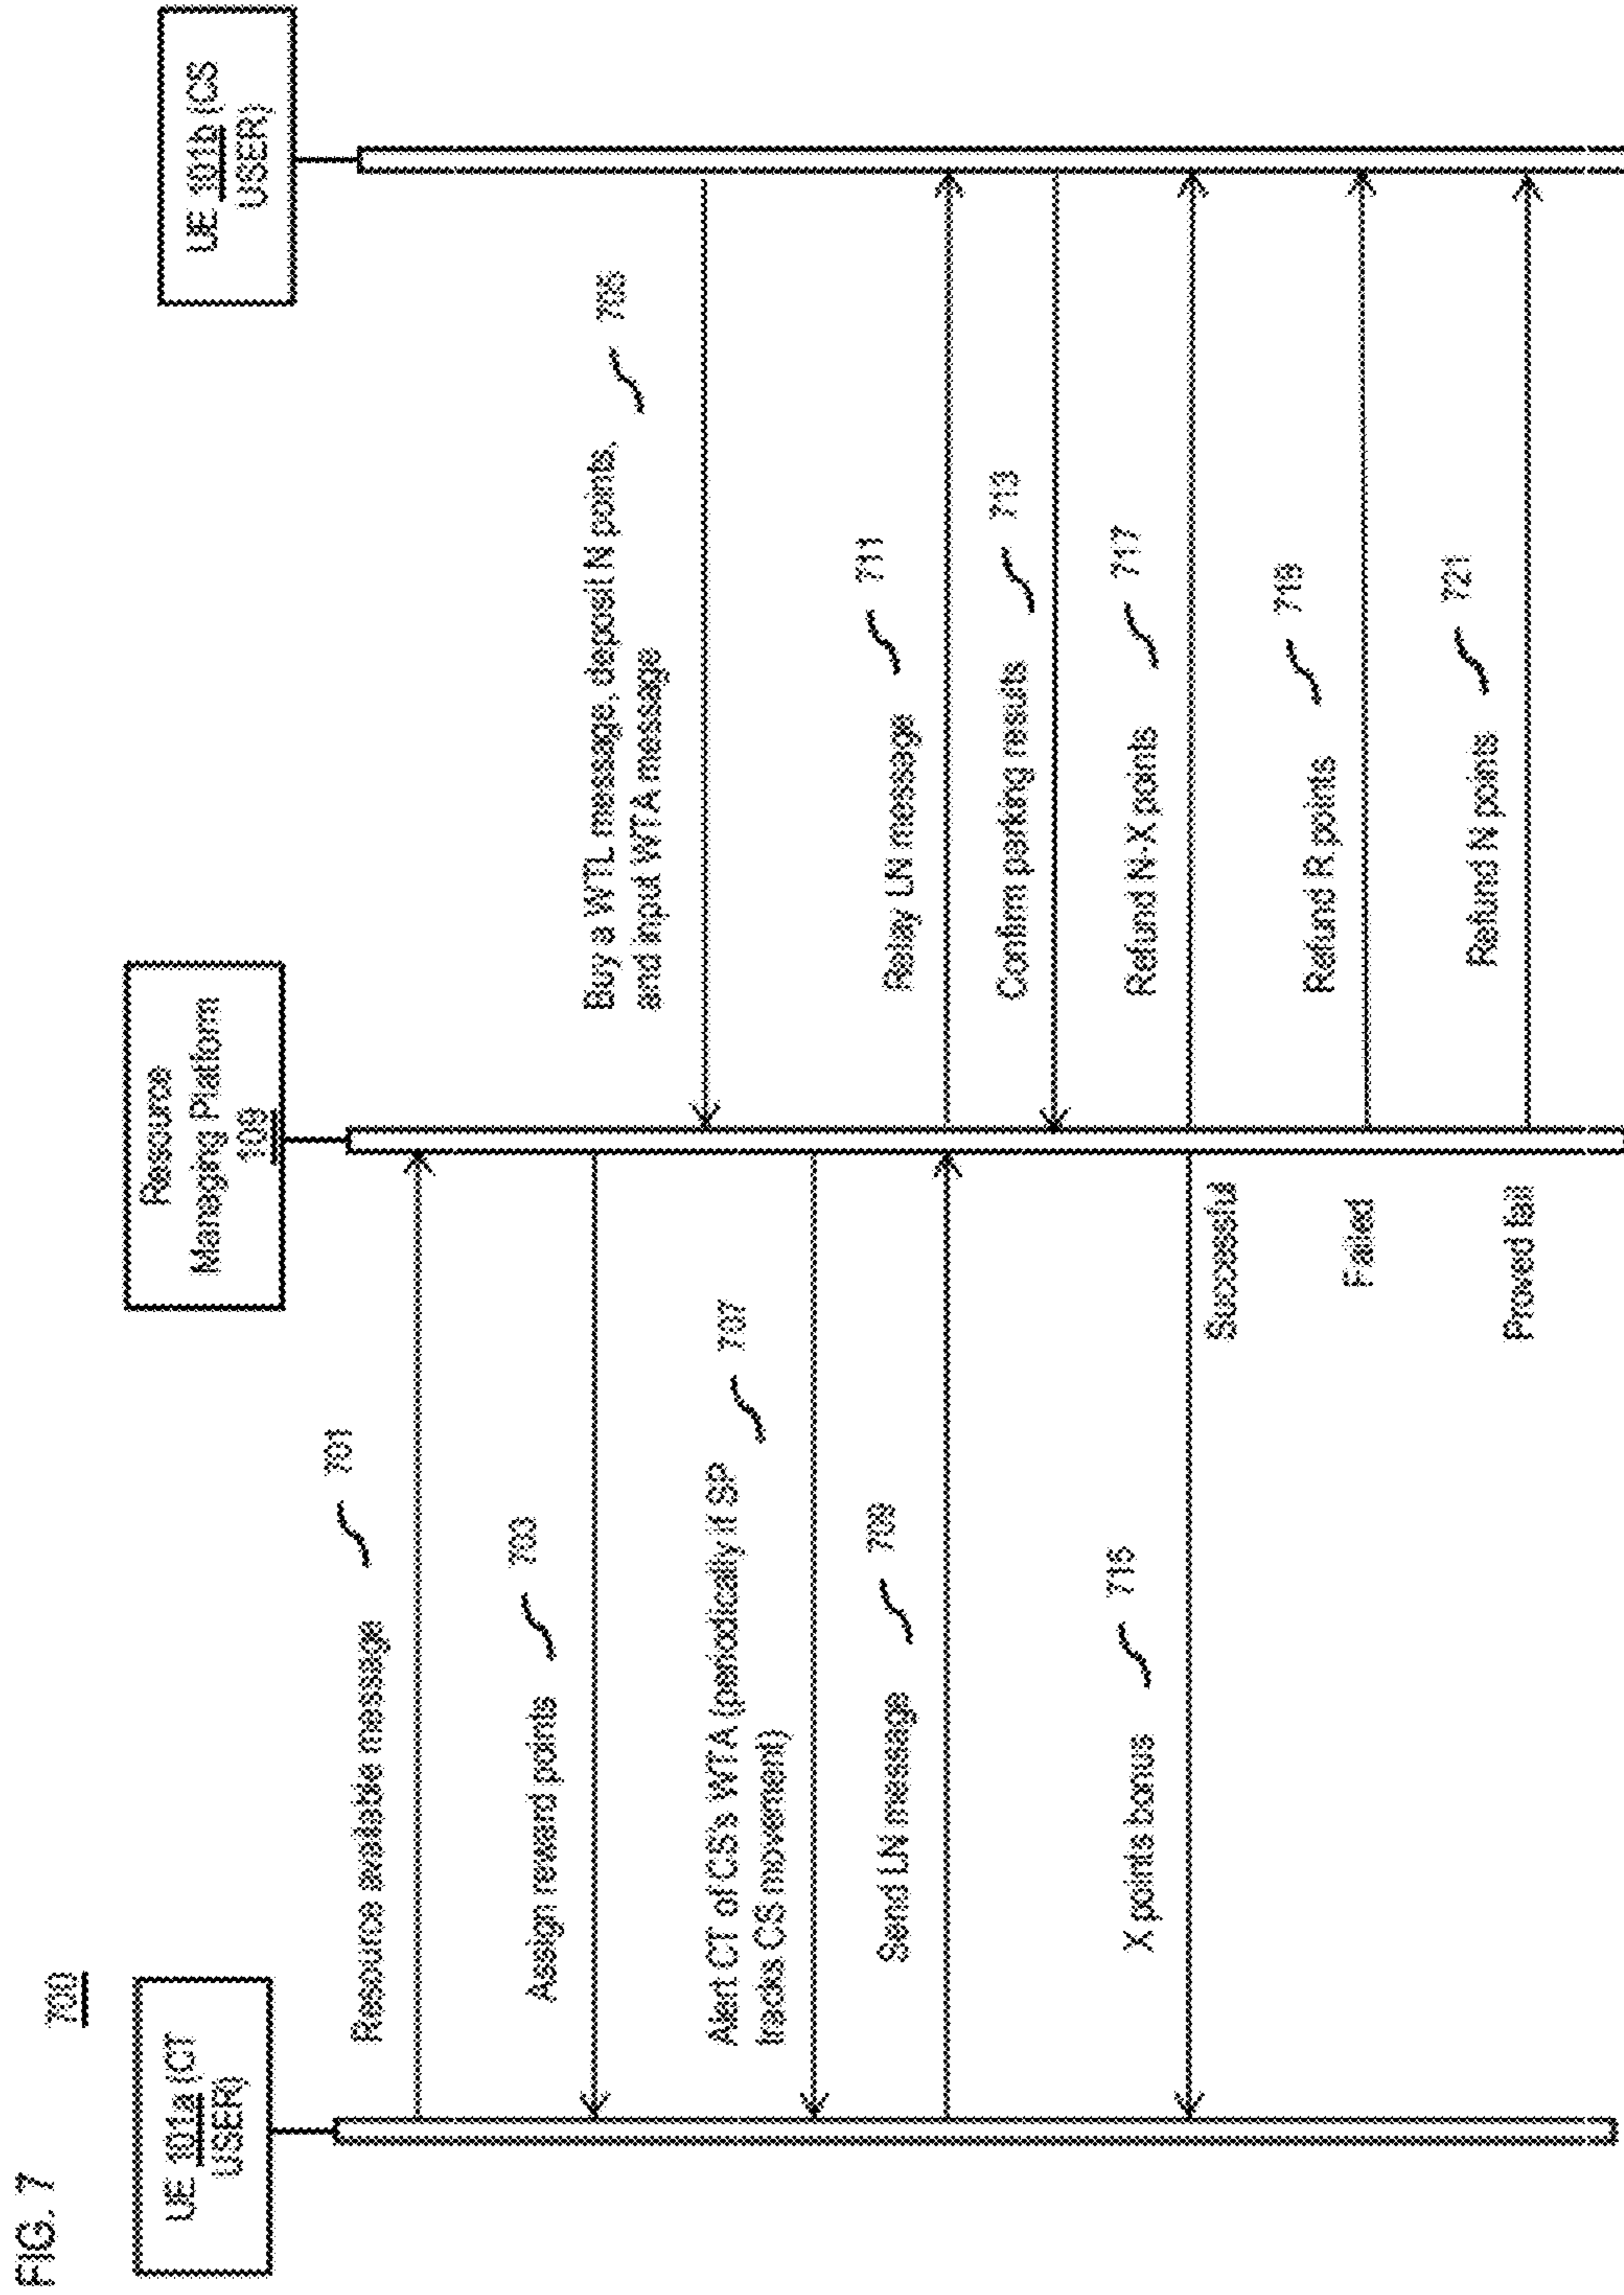 FIG. 7
700
UE 101a (CT
USER)
Resource
Managing Platform
109
UE 101b (CS
USER)
Resource available message
701
Assign reward points
703
Buy a WTL message, deposit N points,
and input WTA message
705
Alert CT of CS's WTA (periodically if SP
tracks CS movement)
707
Send LN message
709
Relay LN message
711
Confirm parking results
713
X points bonus
715
Successful
Refund N-X points
717
Failed
Refund R points
719
Proved fail
Refund N points
721